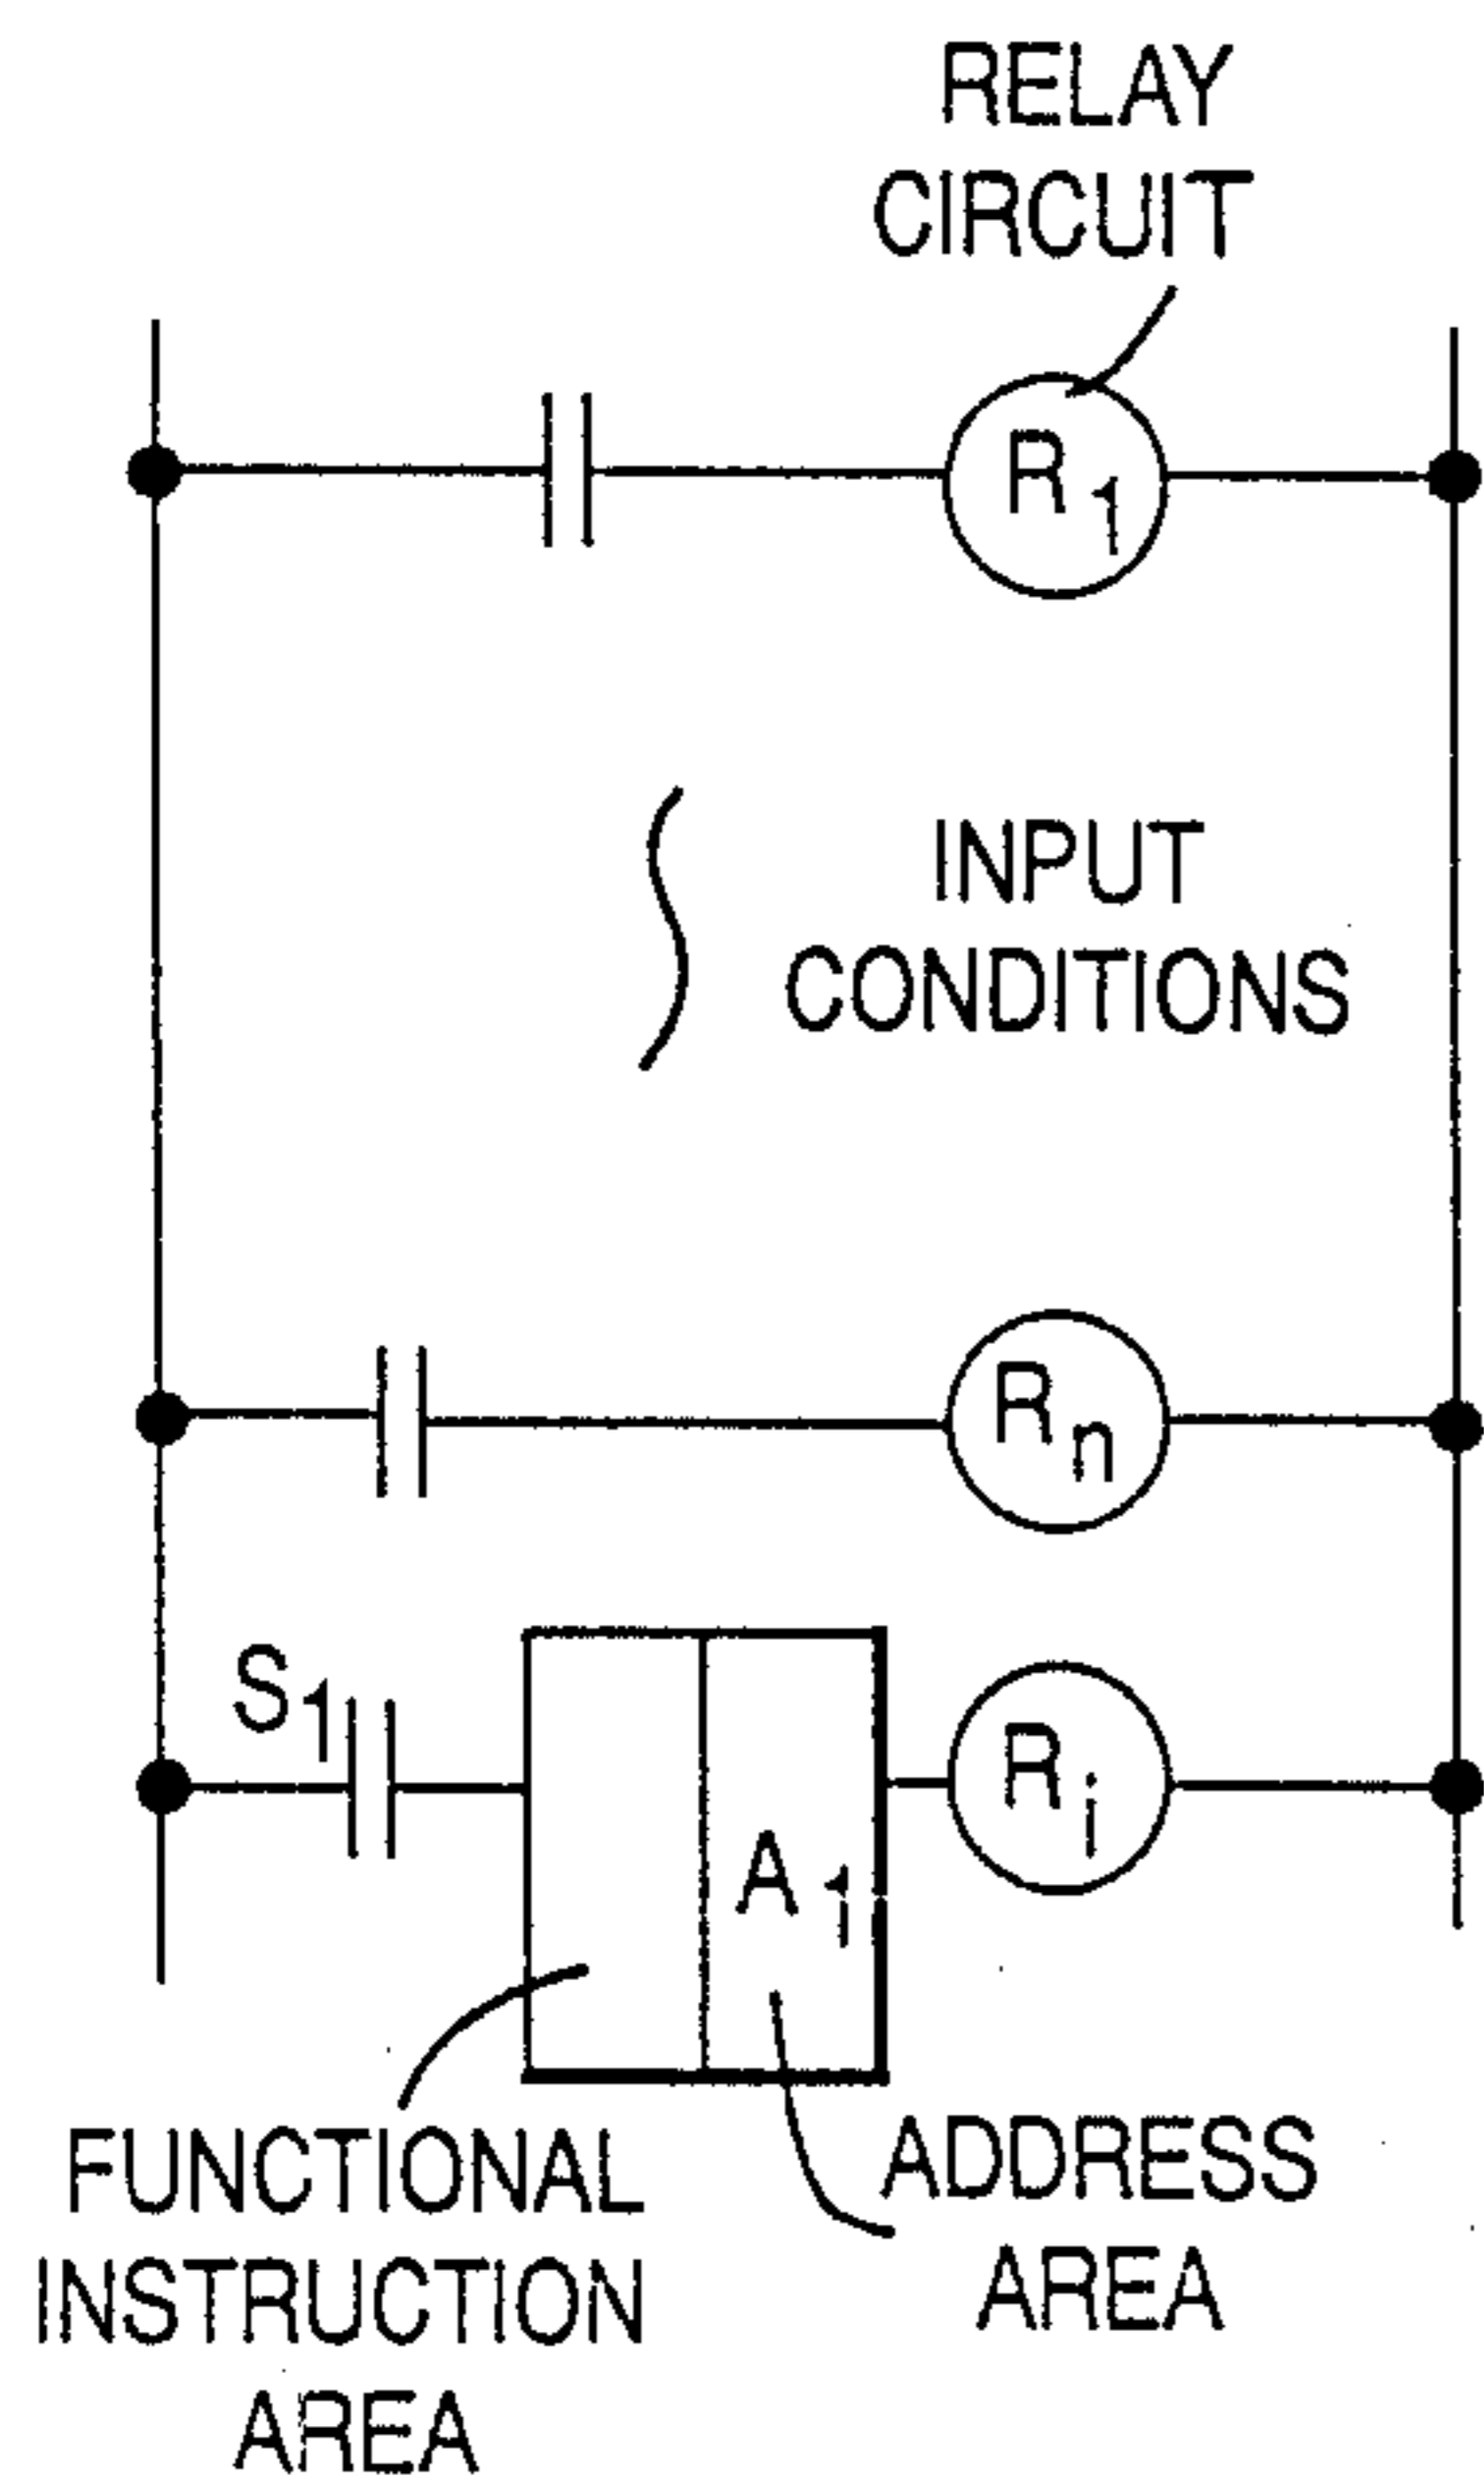 RELAY
CIRCUIT
R1
INPUT
CONDITIONS
Rn
S1
Ri
A1
FUNCTIONAL
INSTRUCTION
AREA
ADDRESS
AREA